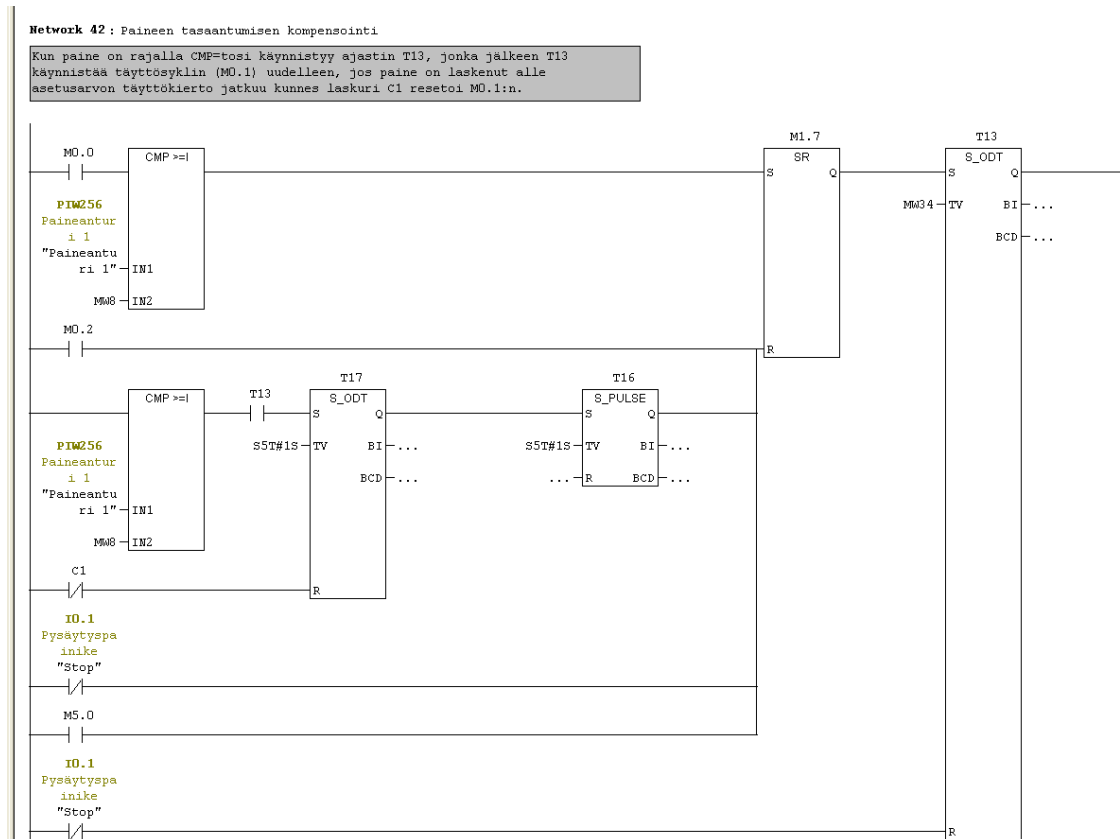 Network 42 : Paineen tasaantumisen kompensointi
Kun paine on rajalla CMP=tosi käynnistyy ajastin T13, jonka jälkeen T13
käynnistää täyttösyklin (M0.1) uudelleen, jos paine on laskenut alle
asetusarvon täyttökierto jatkuu kunnes laskuri C1 resetoi M0.1:n.
M1.7
T13
M0.0
CMP >=I
SR
S_ODT
S
Q
S
Q
PIW256
Paineantur
i 1
"Paineantu
ri 1"
IN1
MW8
IN2
MW34
TV
BI
...
BCD
...
M0.2
R
T17
T16
CMP >=I
T13
S_ODT
S_PULSE
S
Q
S
Q
PIW256
Paineantur
i 1
"Paineantu
ri 1"
IN1
MW8
IN2
S5T#1S
TV
BI
...
S5T#1S
TV
BI
...
BCD
...
...
R
BCD
...
C1
R
I0.1
Pysäytyspa
inike
"Stop"
M5.0
I0.1
Pysäytyspa
inike
"Stop"
R